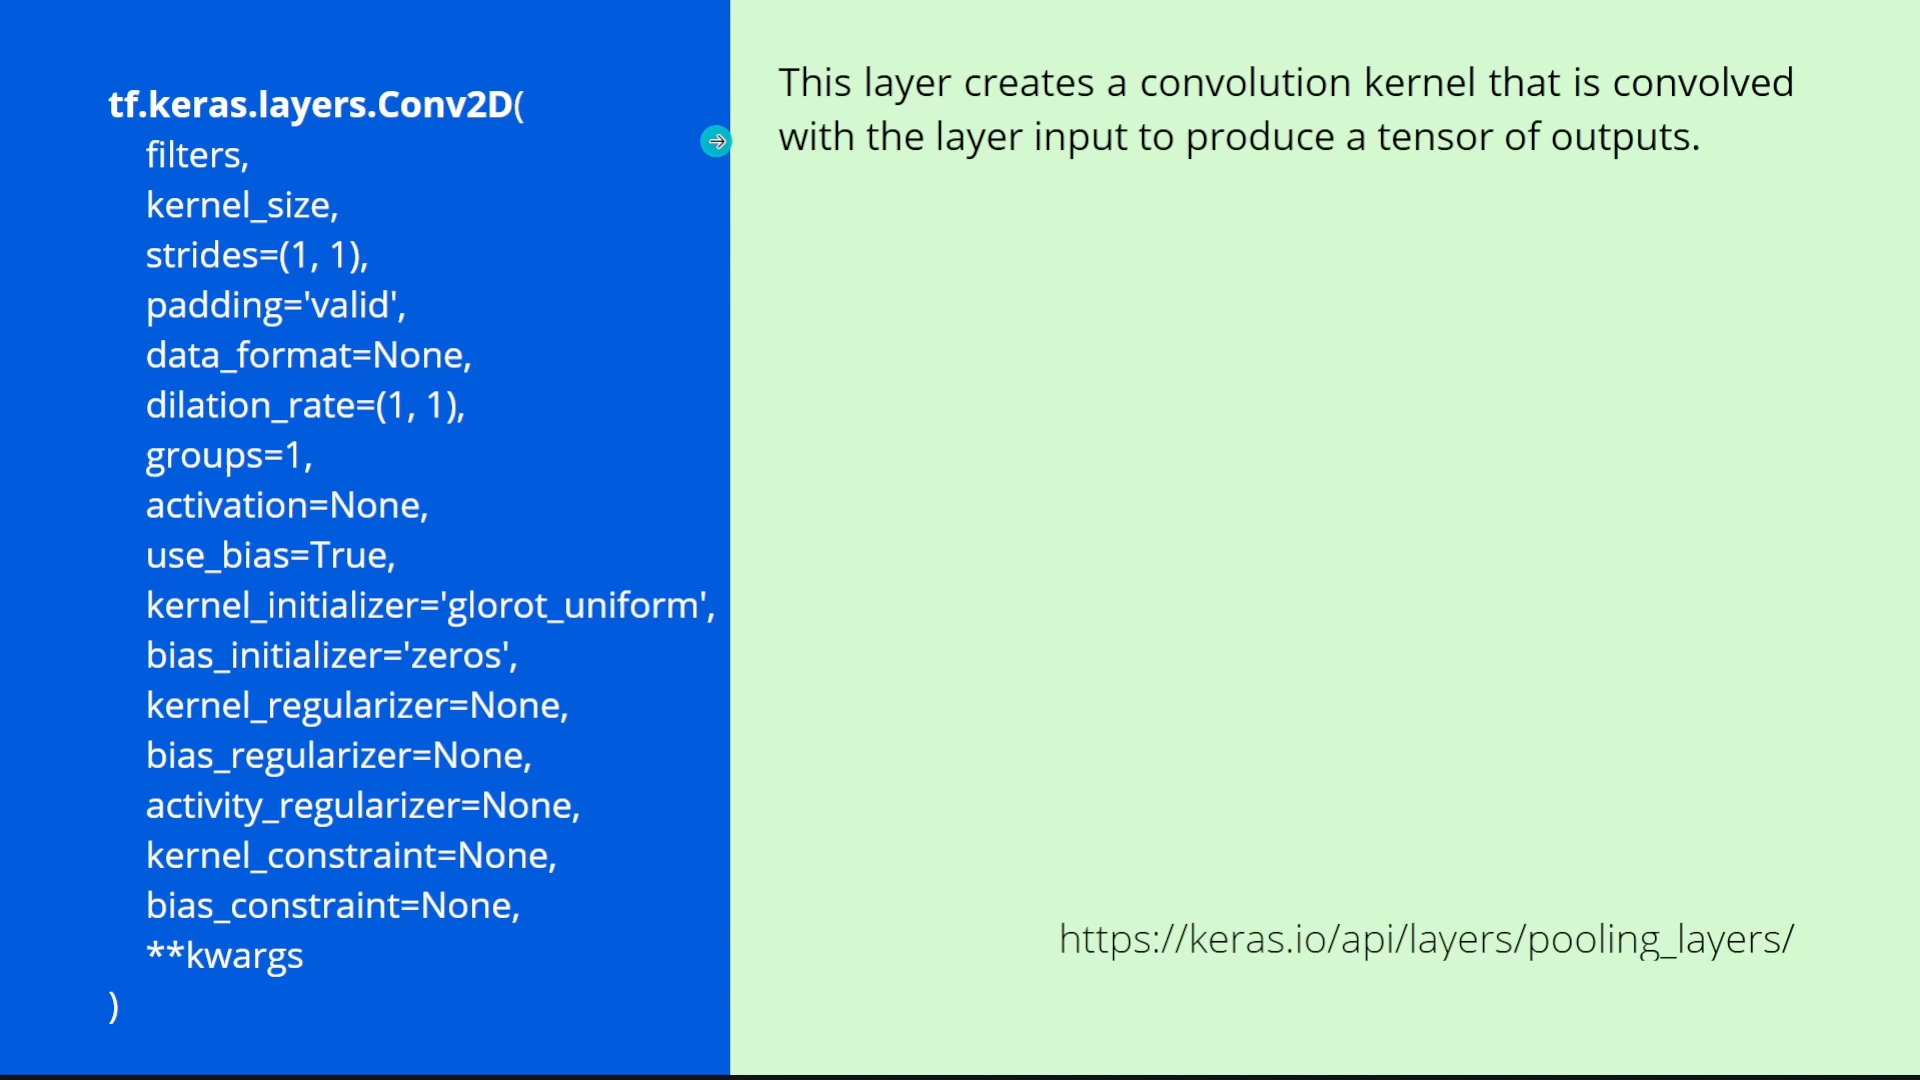 tf.keras.layers.Conv2D(
filters,
kernel_size,
strides=(1, 1),
padding='valid',
data_format=None,
dilation_rate=(1, 1),
groups=1,
activation=None,
use_bias=True,
kernel_initializer='glorot_uniform',
bias_initializer='zeros',
kernel_regularizer=None,
bias_regularizer=None,
activity_regularizer=None,
kernel_constraint=None,
bias_constraint=None,
**kwargs
)
This layer creates a convolution kernel that is convolved
with the layer input to produce a tensor of outputs.
https://keras.io/api/layers/pooling_layers/